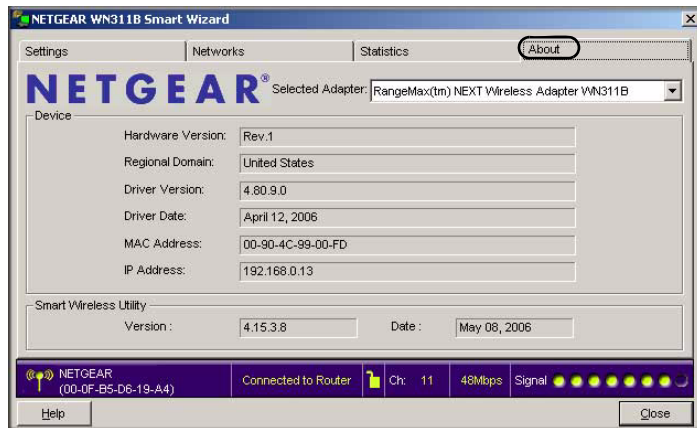 NETGEAR WN311B Smart Wizard
Settings Networks Statistics About
NETGEAR® Selected Adapter: RangeMax(tm) NEXT Wireless Adapter WN311B
Device
Hardware Version: Rev.1
Regional Domain: United States
Driver Version: 4.80.9.0
Driver Date: April 12, 2006
MAC Address: 00-90-4C-99-00-FD
IP Address: 192.168.0.13
Smart Wireless Utility
Version : 4.15.3.8 Date : May 08, 2006
NETGEAR
(00-0F-B5-D6-19-A4) Connected to Router Ch: 11 48Mbps Signal
Help Close